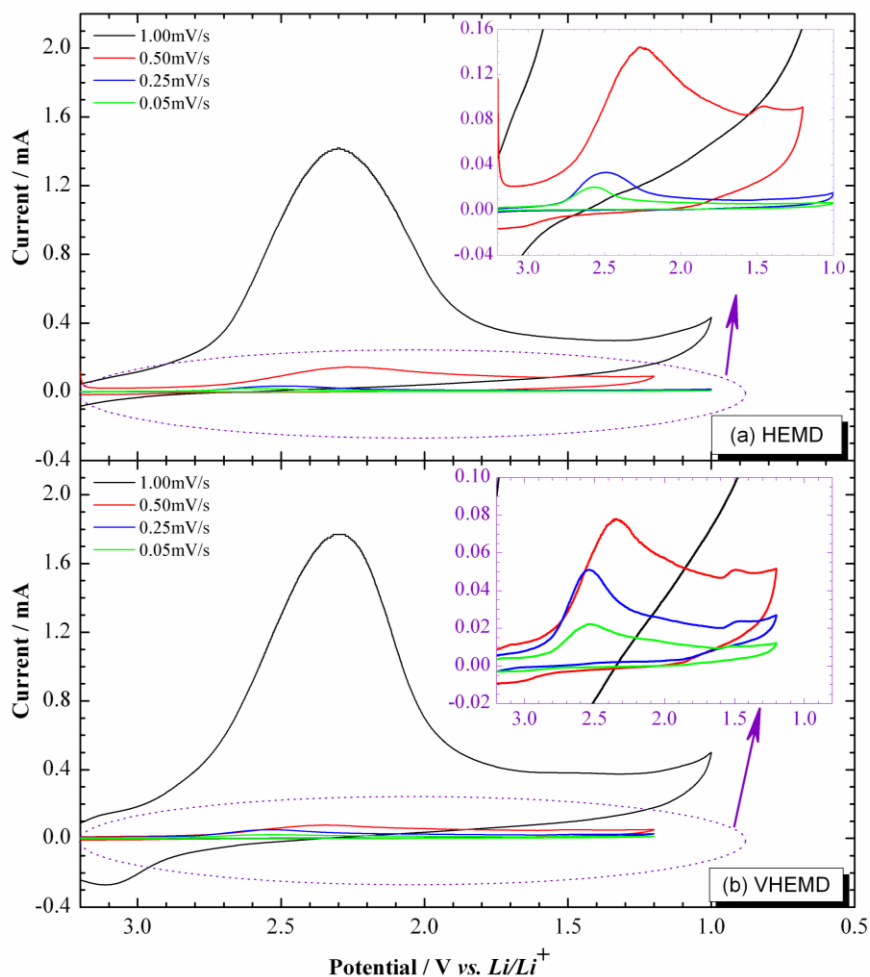 2.0
1.6
1.2
0.8
0.4
0.0
-0.4
Current / mA
1.00mV/s
0.50mV/s
0.25mV/s
0.05mV/s
0.16
0.12
0.08
0.04
0.00
-0.04
3.0 2.5 2.0 1.5 1.0
(a) HEMD
2.0
1.6
1.2
0.8
0.4
0.0
-0.4
Current / mA
1.00mV/s
0.50mV/s
0.25mV/s
0.05mV/s
0.10
0.08
0.06
0.04
0.02
0.00
-0.02
3.0 2.5 2.0 1.5 1.0
(b) VHEMD
3.0 2.5 2.0 1.5 1.0 0.5
Potential / V vs. Li/Li+